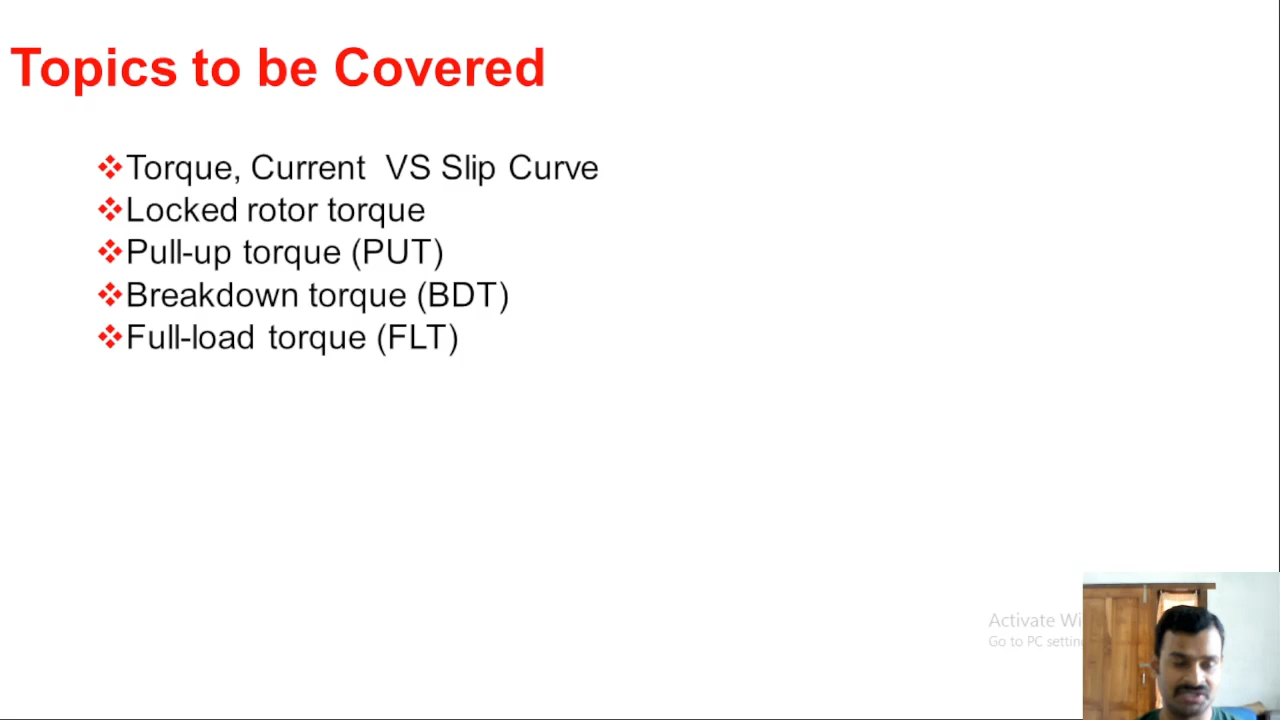 Topics to be Covered
Torque, Current VS Slip Curve
Locked rotor torque
Pull-up torque (PUT)
Breakdown torque (BDT)
Full-load torque (FLT)
Activate Wi
Go to PC settin